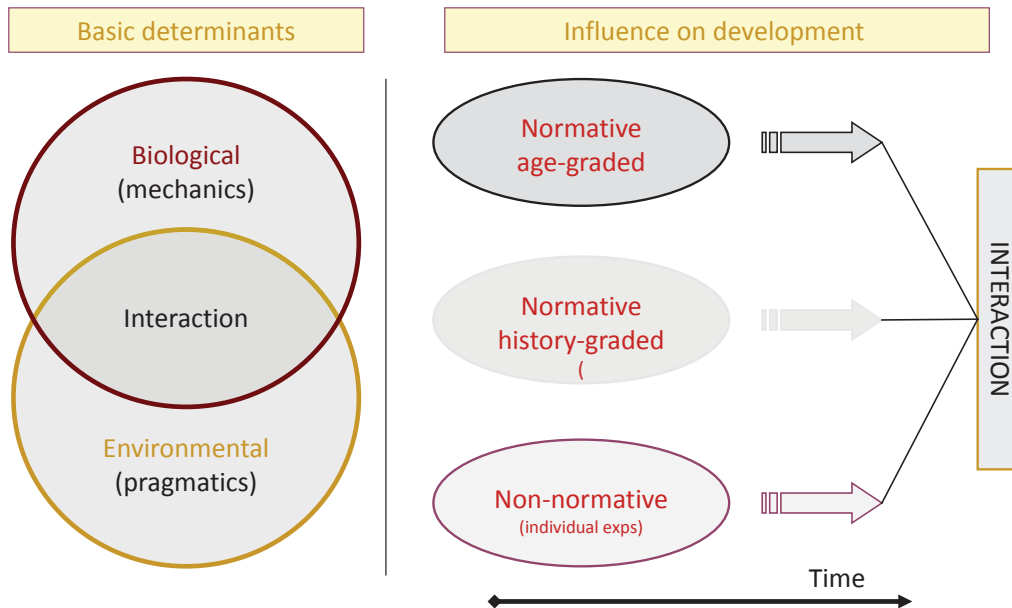 Basic determinants
Biological
(mechanics)
Interaction
Environmental
(pragmatics)
Influence on development
Normative
age-graded
Normative
history-graded
(
Non-normative
(individual exps)
INTERACTION
Time